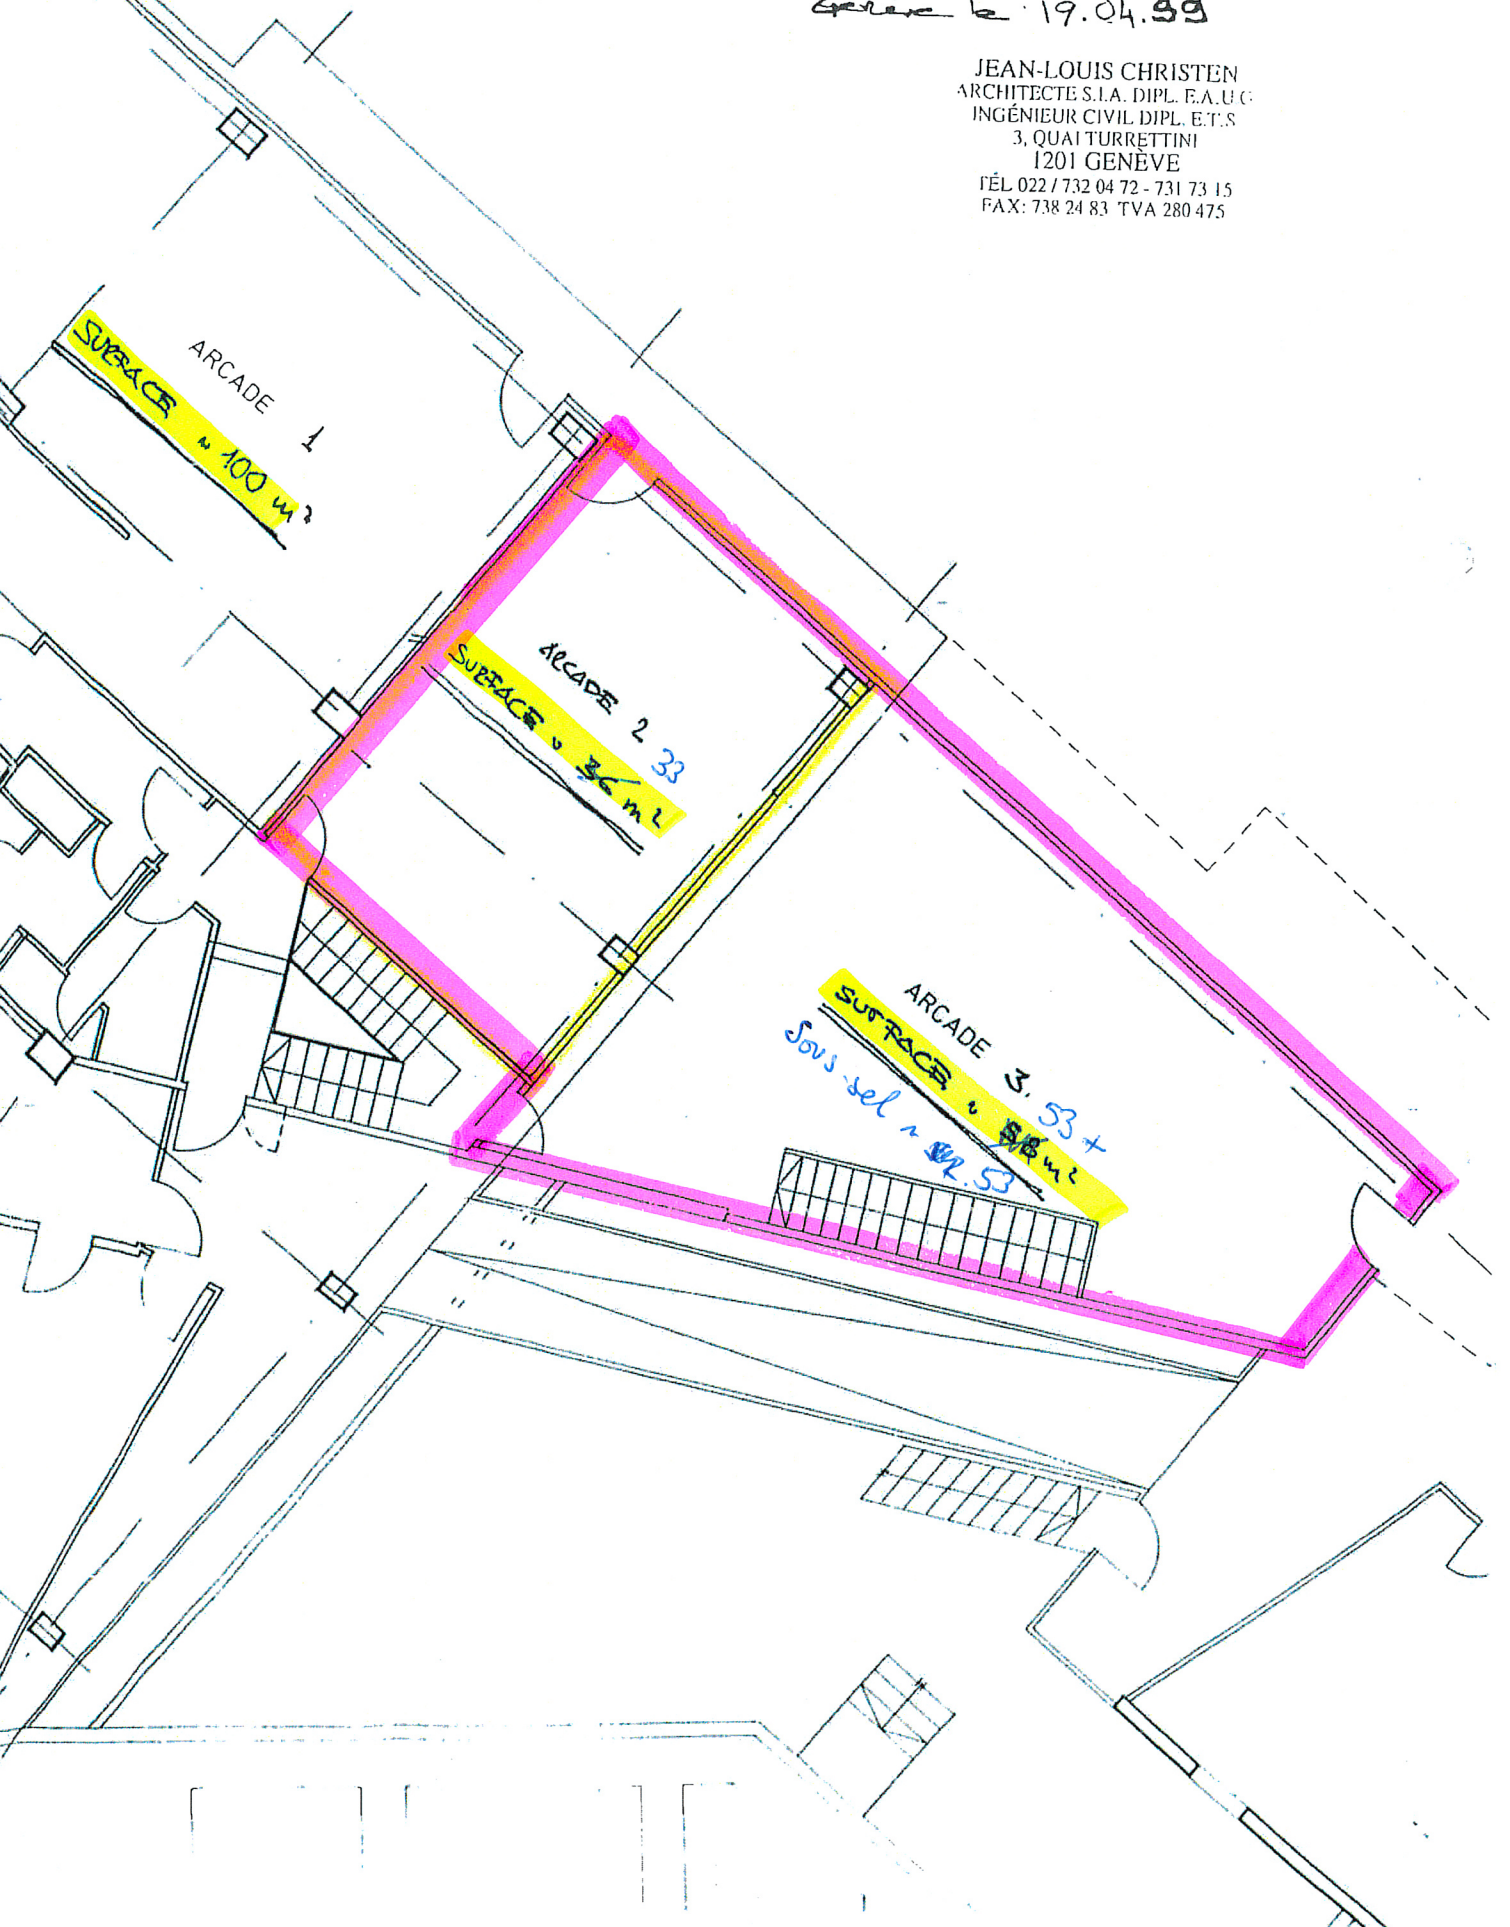 Genève le 19.04.99
JEAN-LOUIS CHRISTEN
ARCHITECTE S.I.A. DIPL. E.A.U.G
INGÉNIEUR CIVIL DIPL. E.T.S
3, QUAI TURRETTINI
1201 GENÈVE
TÉL. 022 / 732 04 72 - 731 73 15
FAX: 738 24 83 TVA 280 475
ARCADE 1
SURFACE ~ 100 m²
ARCADE 2
33
SURFACE ~ 36 m²
ARCADE 3.
53 +
SURFACE ~ m²
Sous-sol ~ 53